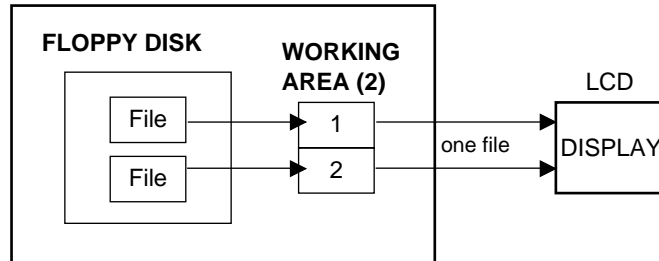 FLOPPY DISK
WORKING
AREA (2)
LCD
File
1
one file
DISPLAY
File
2